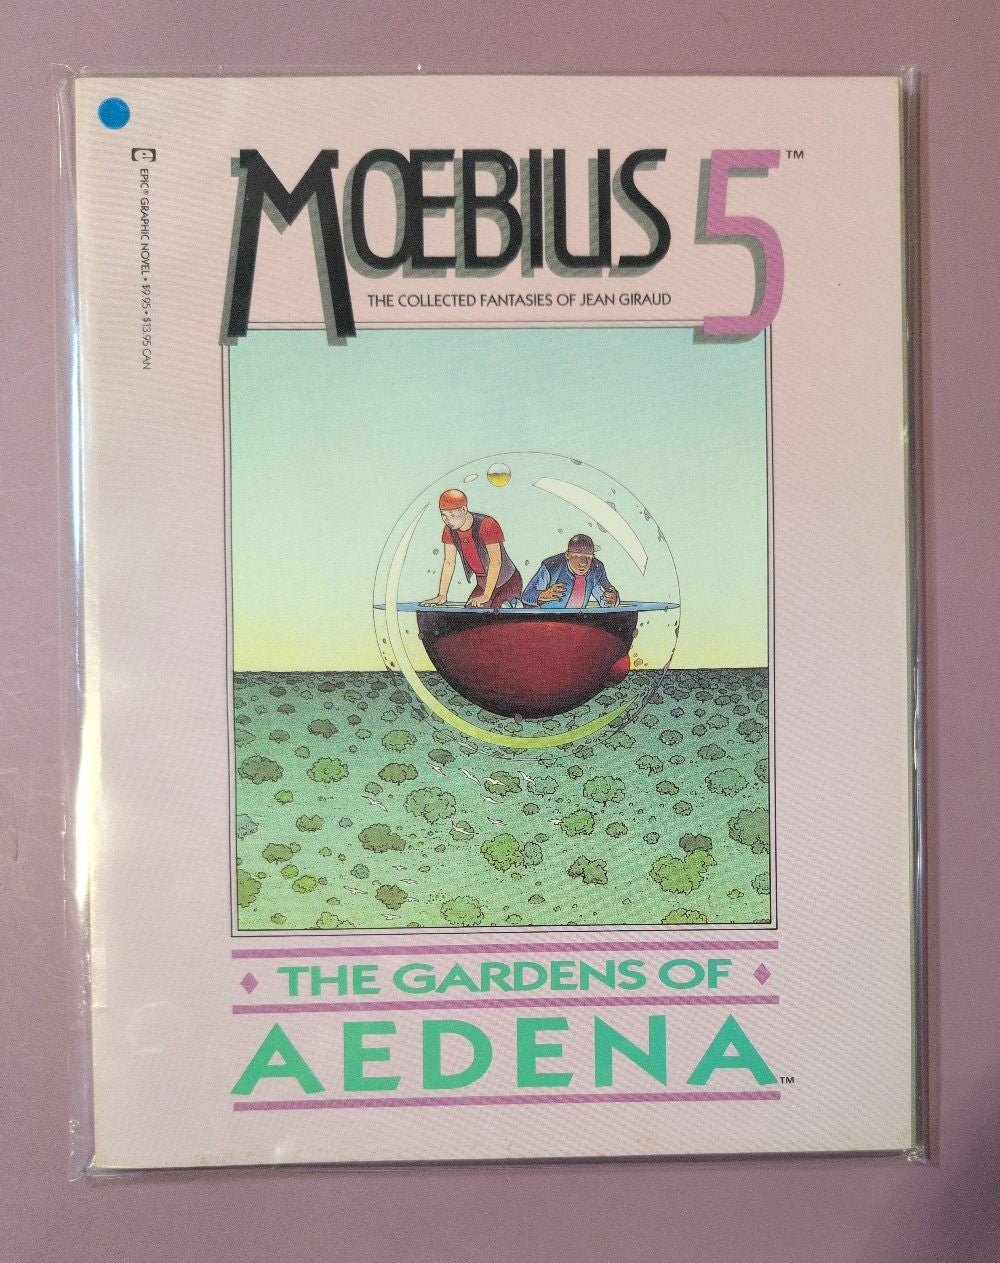 e EPIC® GRAPHIC NOVEL • $9.95 • $13.95 CAN
MOEBIUS 5™
THE COLLECTED FANTASIES OF JEAN GIRAUD
THE GARDENS OF
AEDENA™